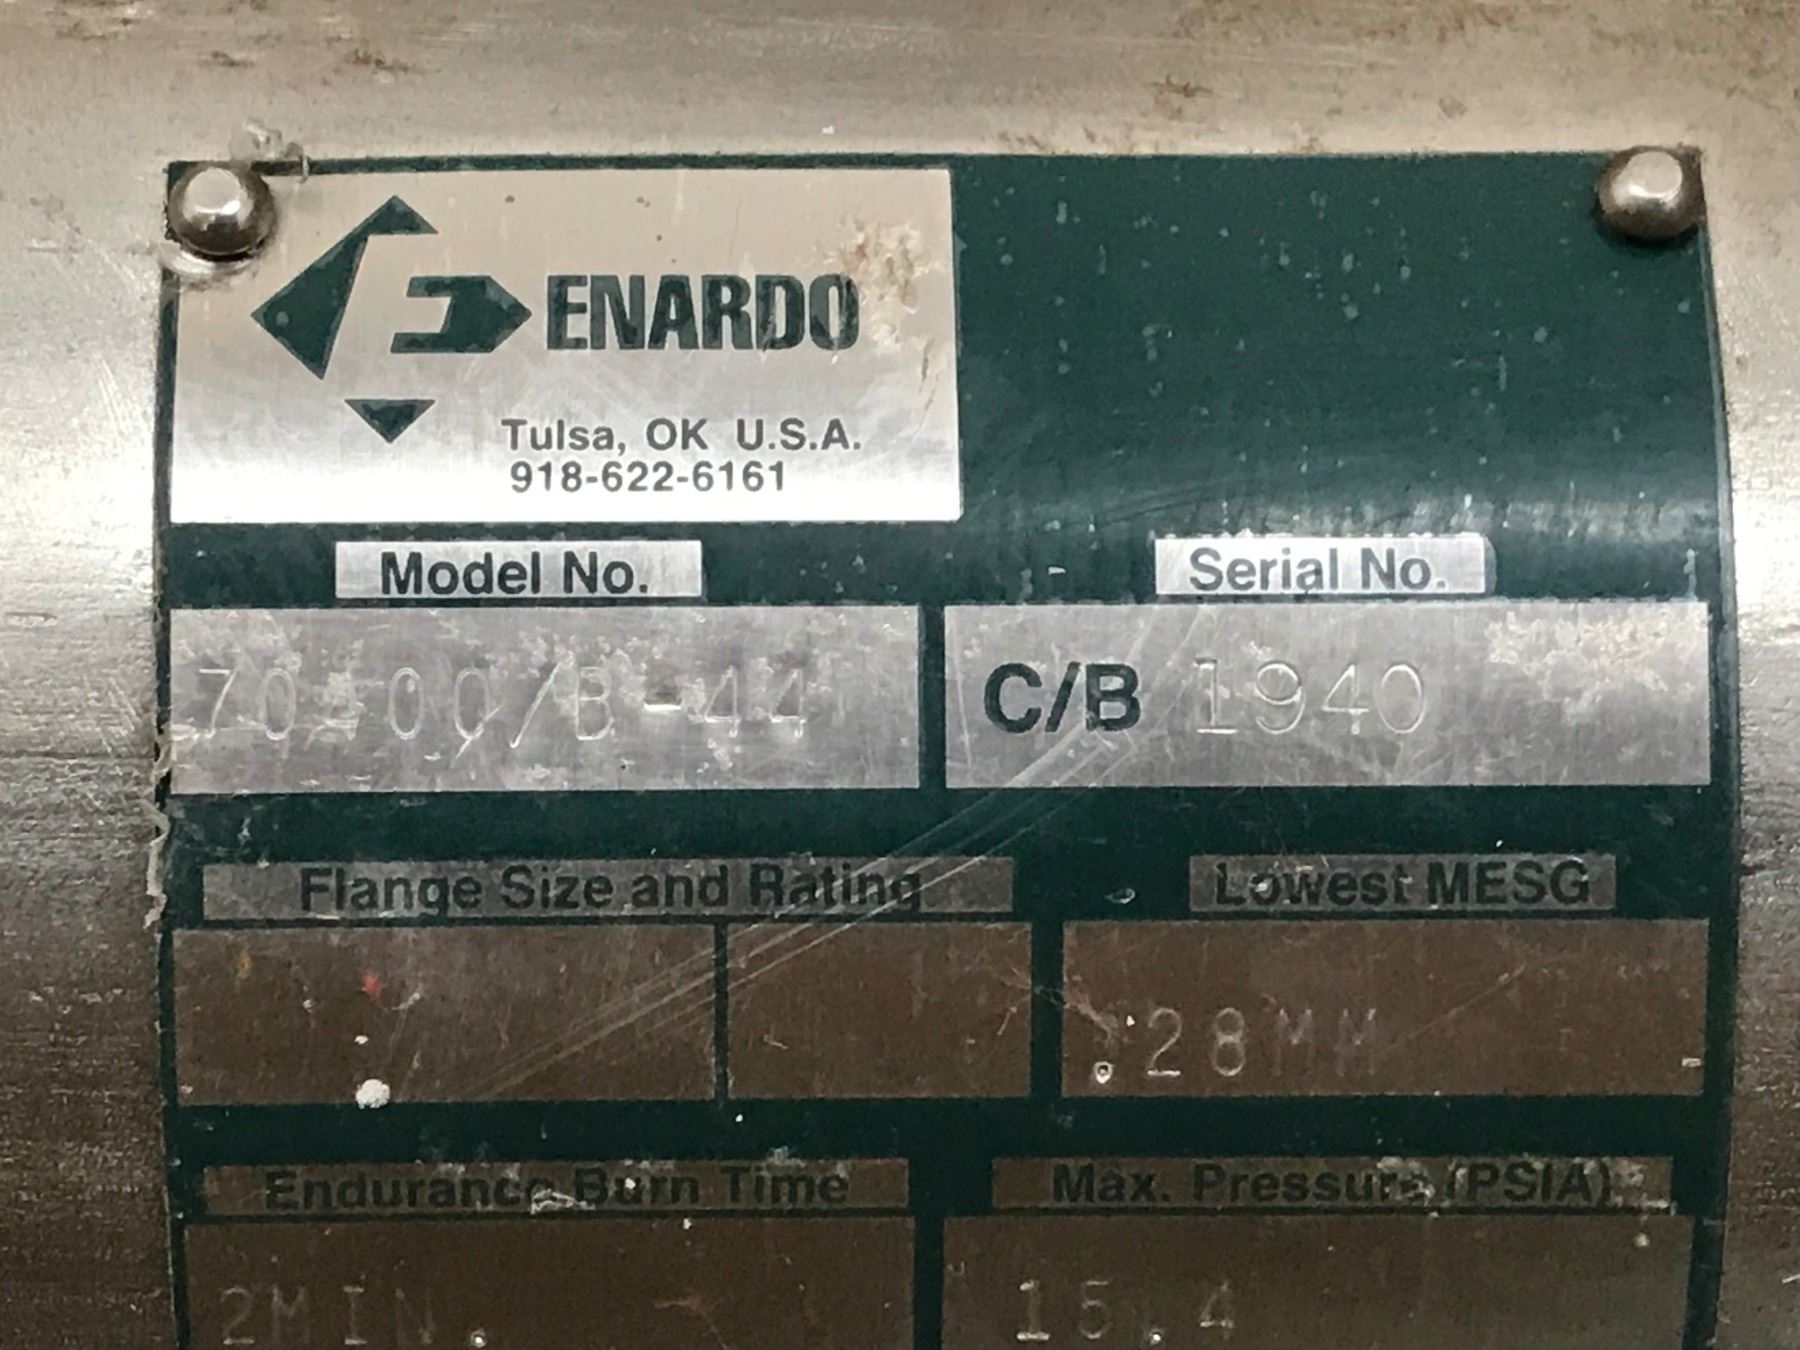 ENARDO
Tulsa, OK U.S.A.
918-622-6161
Model No. Serial No.
C/B 1940
Flange Size and Rating Lowest MESG
.28MM
Endurance Burn Time Max. Pressure (PSIA)
2MIN. 15.4